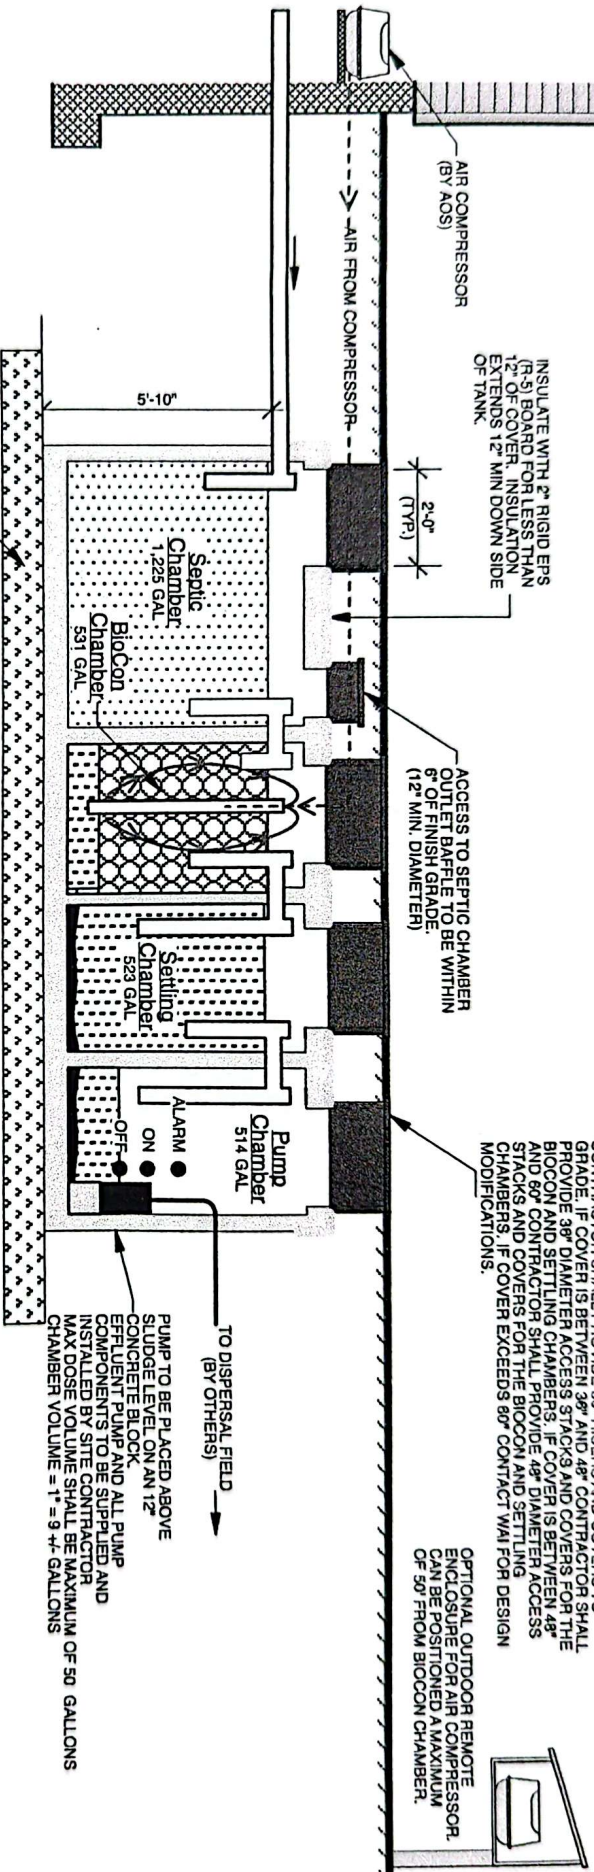 AIR COMPRESSOR
(BY AOS)
AIR FROM COMPRESSOR
INSULATE WITH 2" RIGID EPS
(R-5) BOARD FOR LESS THAN
12" OF COVER. INSULATION
EXTENDS 12" MIN DOWN SIDE
OF TANK.
2'-0"
(TYP.)
5'-10"
ACCESS TO SEPTIC CHAMBER
OUTLET BAFFLE TO BE WITHIN
6" OF FINISH GRADE.
(12" MIN. DIAMETER)
GRADE. IF COVER IS BETWEEN 36" AND 48" CONTRACTOR SHALL
PROVIDE 36" DIAMETER ACCESS STACKS AND COVERS FOR THE
BIOCON AND SETTLING CHAMBERS. IF COVER IS BETWEEN 48"
AND 60" CONTRACTOR SHALL PROVIDE 48" DIAMETER ACCESS
STACKS AND COVERS FOR THE BIOCON AND SETTLING
CHAMBERS. IF COVER EXCEEDS 60" CONTACT WAI FOR DESIGN
MODIFICATIONS.
OPTIONAL OUTDOOR REMOTE
ENCLOSURE FOR AIR COMPRESSOR.
CAN BE POSITIONED A MAXIMUM
OF 50' FROM BIOCON CHAMBER.
Septic
Chamber
1,225 GAL
BioCon
Chamber
531 GAL
Settling
Chamber
523 GAL
Pump
Chamber
514 GAL
ALARM
ON
OFF
TO DISPERSAL FIELD
(BY OTHERS)
PUMP TO BE PLACED ABOVE
SLUDGE LEVEL ON AN 12"
CONCRETE BLOCK.
EFFLUENT PUMP AND ALL PUMP
COMPONENTS TO BE SUPPLIED AND
INSTALLED BY SITE CONTRACTOR
MAX DOSE VOLUME SHALL BE MAXIMUM OF 50 GALLONS
CHAMBER VOLUME = 1" = 9 +/- GALLONS